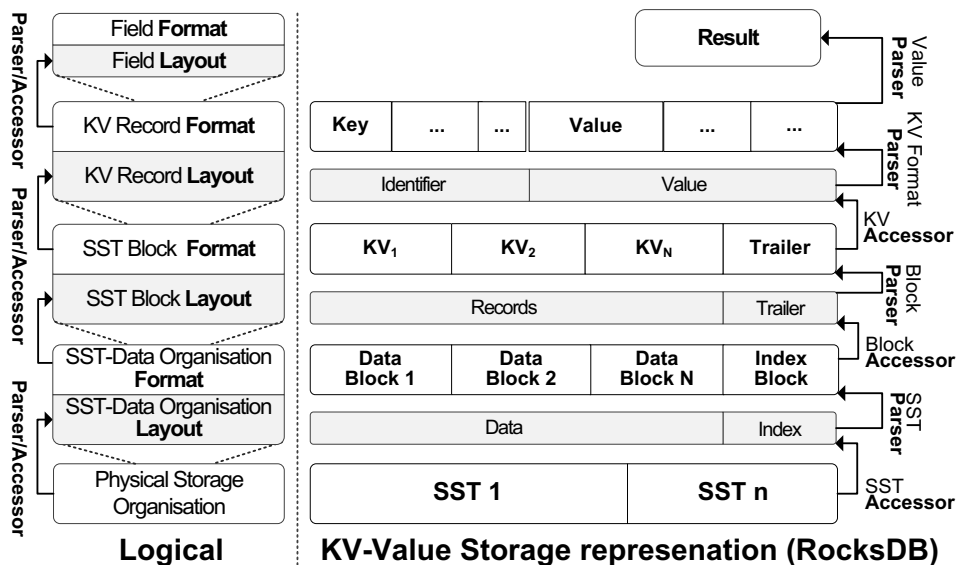 Parser/Accessor
Parser/Accessor
Parser/Accessor
Field Format
Field Layout
KV Record Format
KV Record Layout
SST Block Format
SST Block Layout
SST-Data Organisation
Format
SST-Data Organisation
Layout
Physical Storage
Organisation
Logical
Result
Value
Parser
Key ... ... Value ... ...
KV Format
Parser
Identifier Value
KV
Accessor
KV1 KV2 KVN Trailer
Block
Parser
Records Trailer
Block
Accessor
Data Data Data Index
Block 1 Block 2 Block N Block
SST
Parser
Data Index
SST
Accessor
SST 1 SST n
KV-Value Storage represenation (RocksDB)